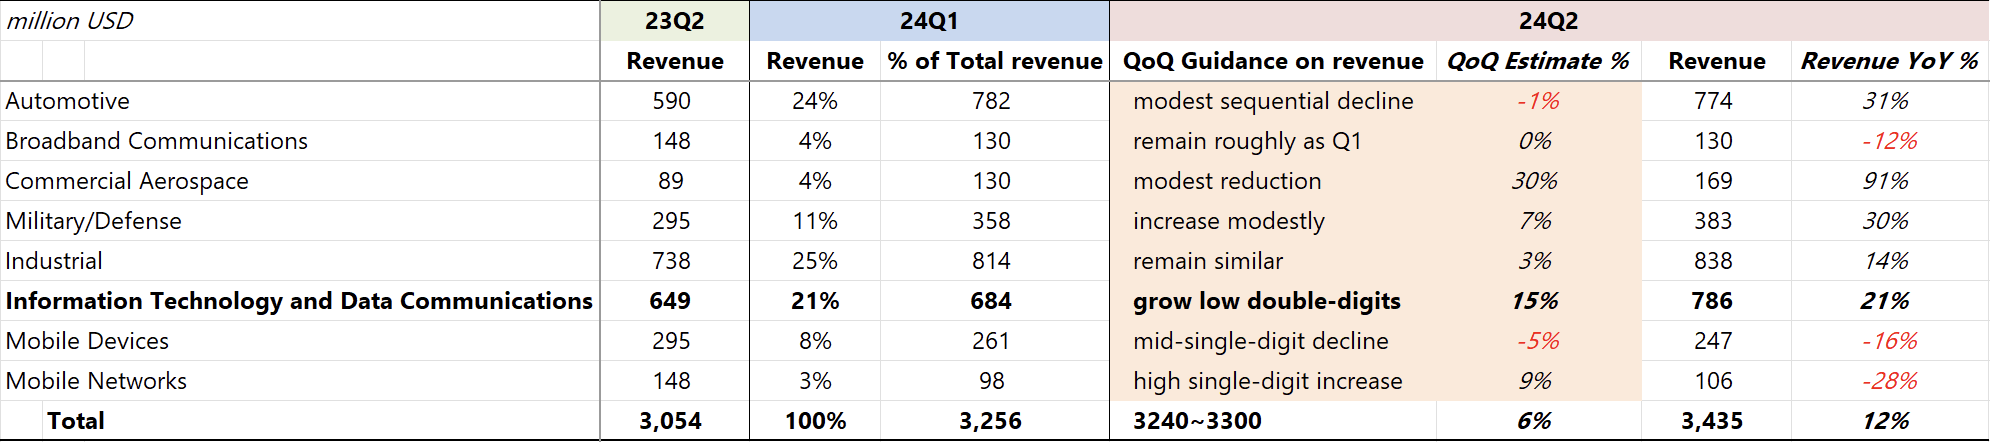 million USD 23Q2 24Q1 24Q2
Revenue Revenue % of Total revenue QoQ Guidance on revenue QoQ Estimate % Revenue Revenue YoY %
Automotive 590 24% 782 modest sequential decline -1% 774 31%
Broadband Communications 148 4% 130 remain roughly as Q1 0% 130 -12%
Commercial Aerospace 89 4% 130 modest reduction 30% 169 91%
Military/Defense 295 11% 358 increase modestly 7% 383 30%
Industrial 738 25% 814 remain similar 3% 838 14%
Information Technology and Data Communications 649 21% 684 grow low double-digits 15% 786 21%
Mobile Devices 295 8% 261 mid-single-digit decline -5% 247 -16%
Mobile Networks 148 3% 98 high single-digit increase 9% 106 -28%
Total 3,054 100% 3,256 3240~3300 6% 3,435 12%